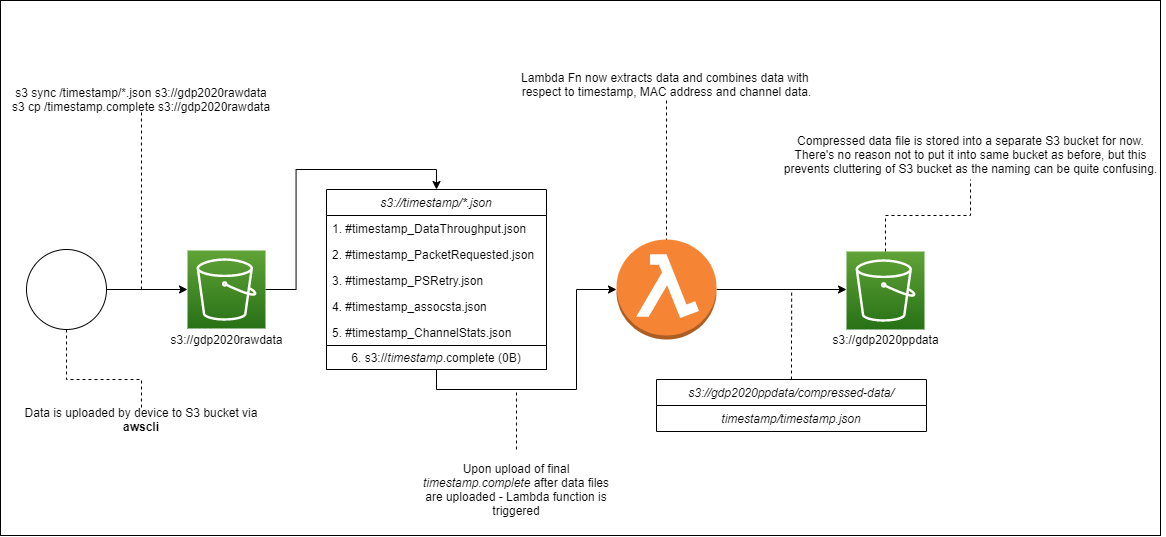 s3 sync /timestamp/*.json s3://gdp2020rawdata
s3 cp /timestamp.complete s3://gdp2020rawdata
Lambda Fn now extracts data and combines data with
respect to timestamp, MAC address and channel data.
Compressed data file is stored into a separate S3 bucket for now.
There's no reason not to put it into same bucket as before, but this
prevents cluttering of S3 bucket as the naming can be quite confusing.
s3://timestamp/*.json
1. #timestamp_DataThroughput.json
2. #timestamp_PacketRequested.json
3. #timestamp_PSRetry.json
4. #timestamp_assocsta.json
5. #timestamp_ChannelStats.json
6. s3://timestamp.complete (0B)
s3://gdp2020rawdata
s3://gdp2020ppdata
s3://gdp2020ppdata/compressed-data/
timestamp/timestamp.json
Data is uploaded by device to S3 bucket via
awscli
Upon upload of final
timestamp.complete after data files
are uploaded - Lambda function is
triggered